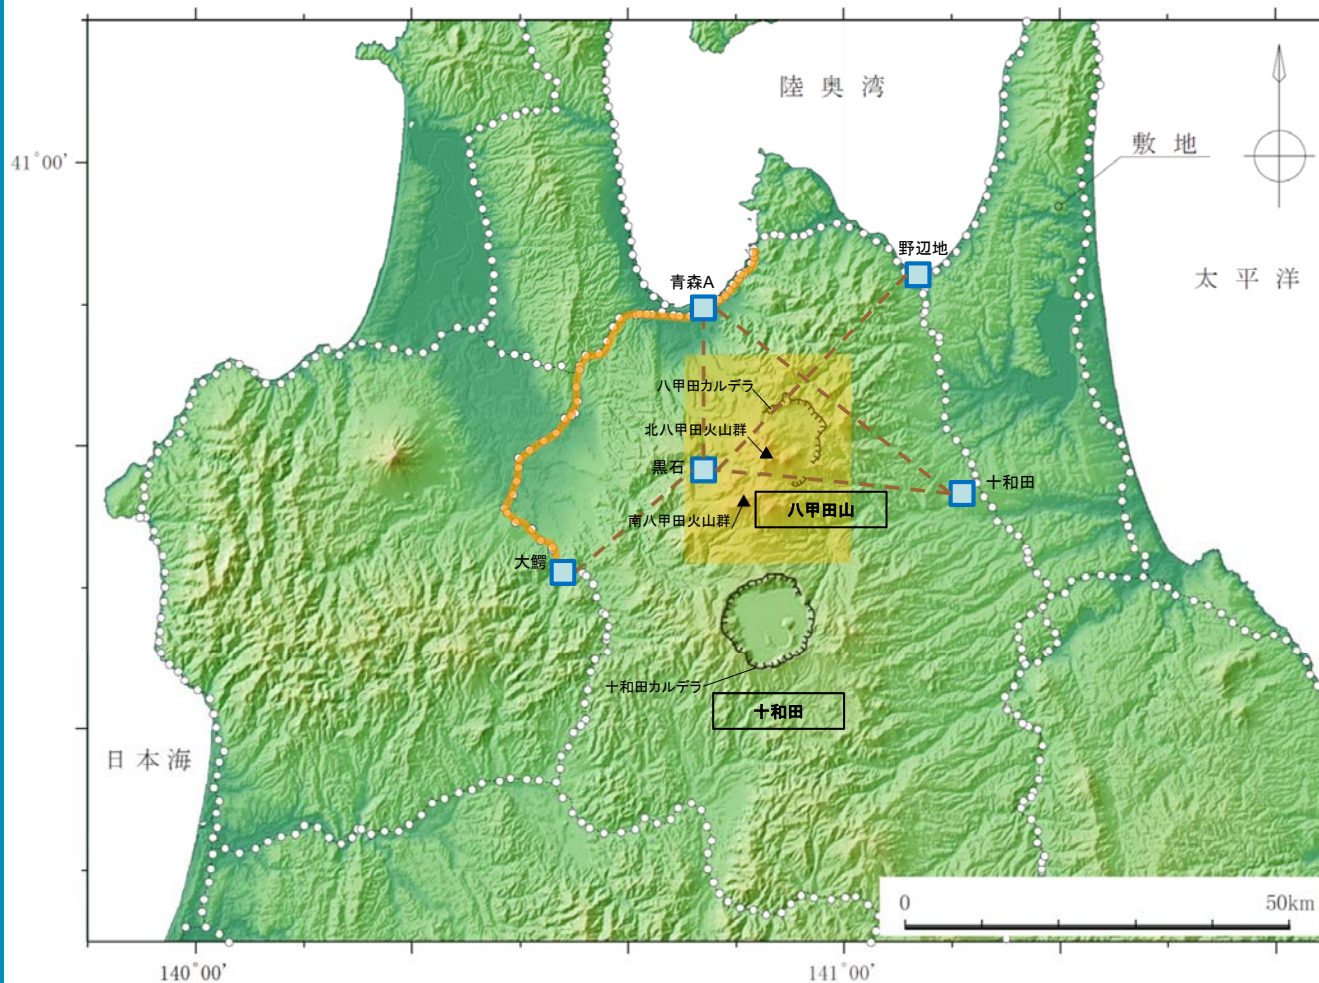 陸奥湾
41°00'
敷地
野辺地
太平洋
青森A
八甲田カルデラ
北八甲田火山群
黒石
十和田
八甲田山
南八甲田火山群
大鰐
十和田カルデラ
十和田
日本海
0 50km
140°00' 141°00'